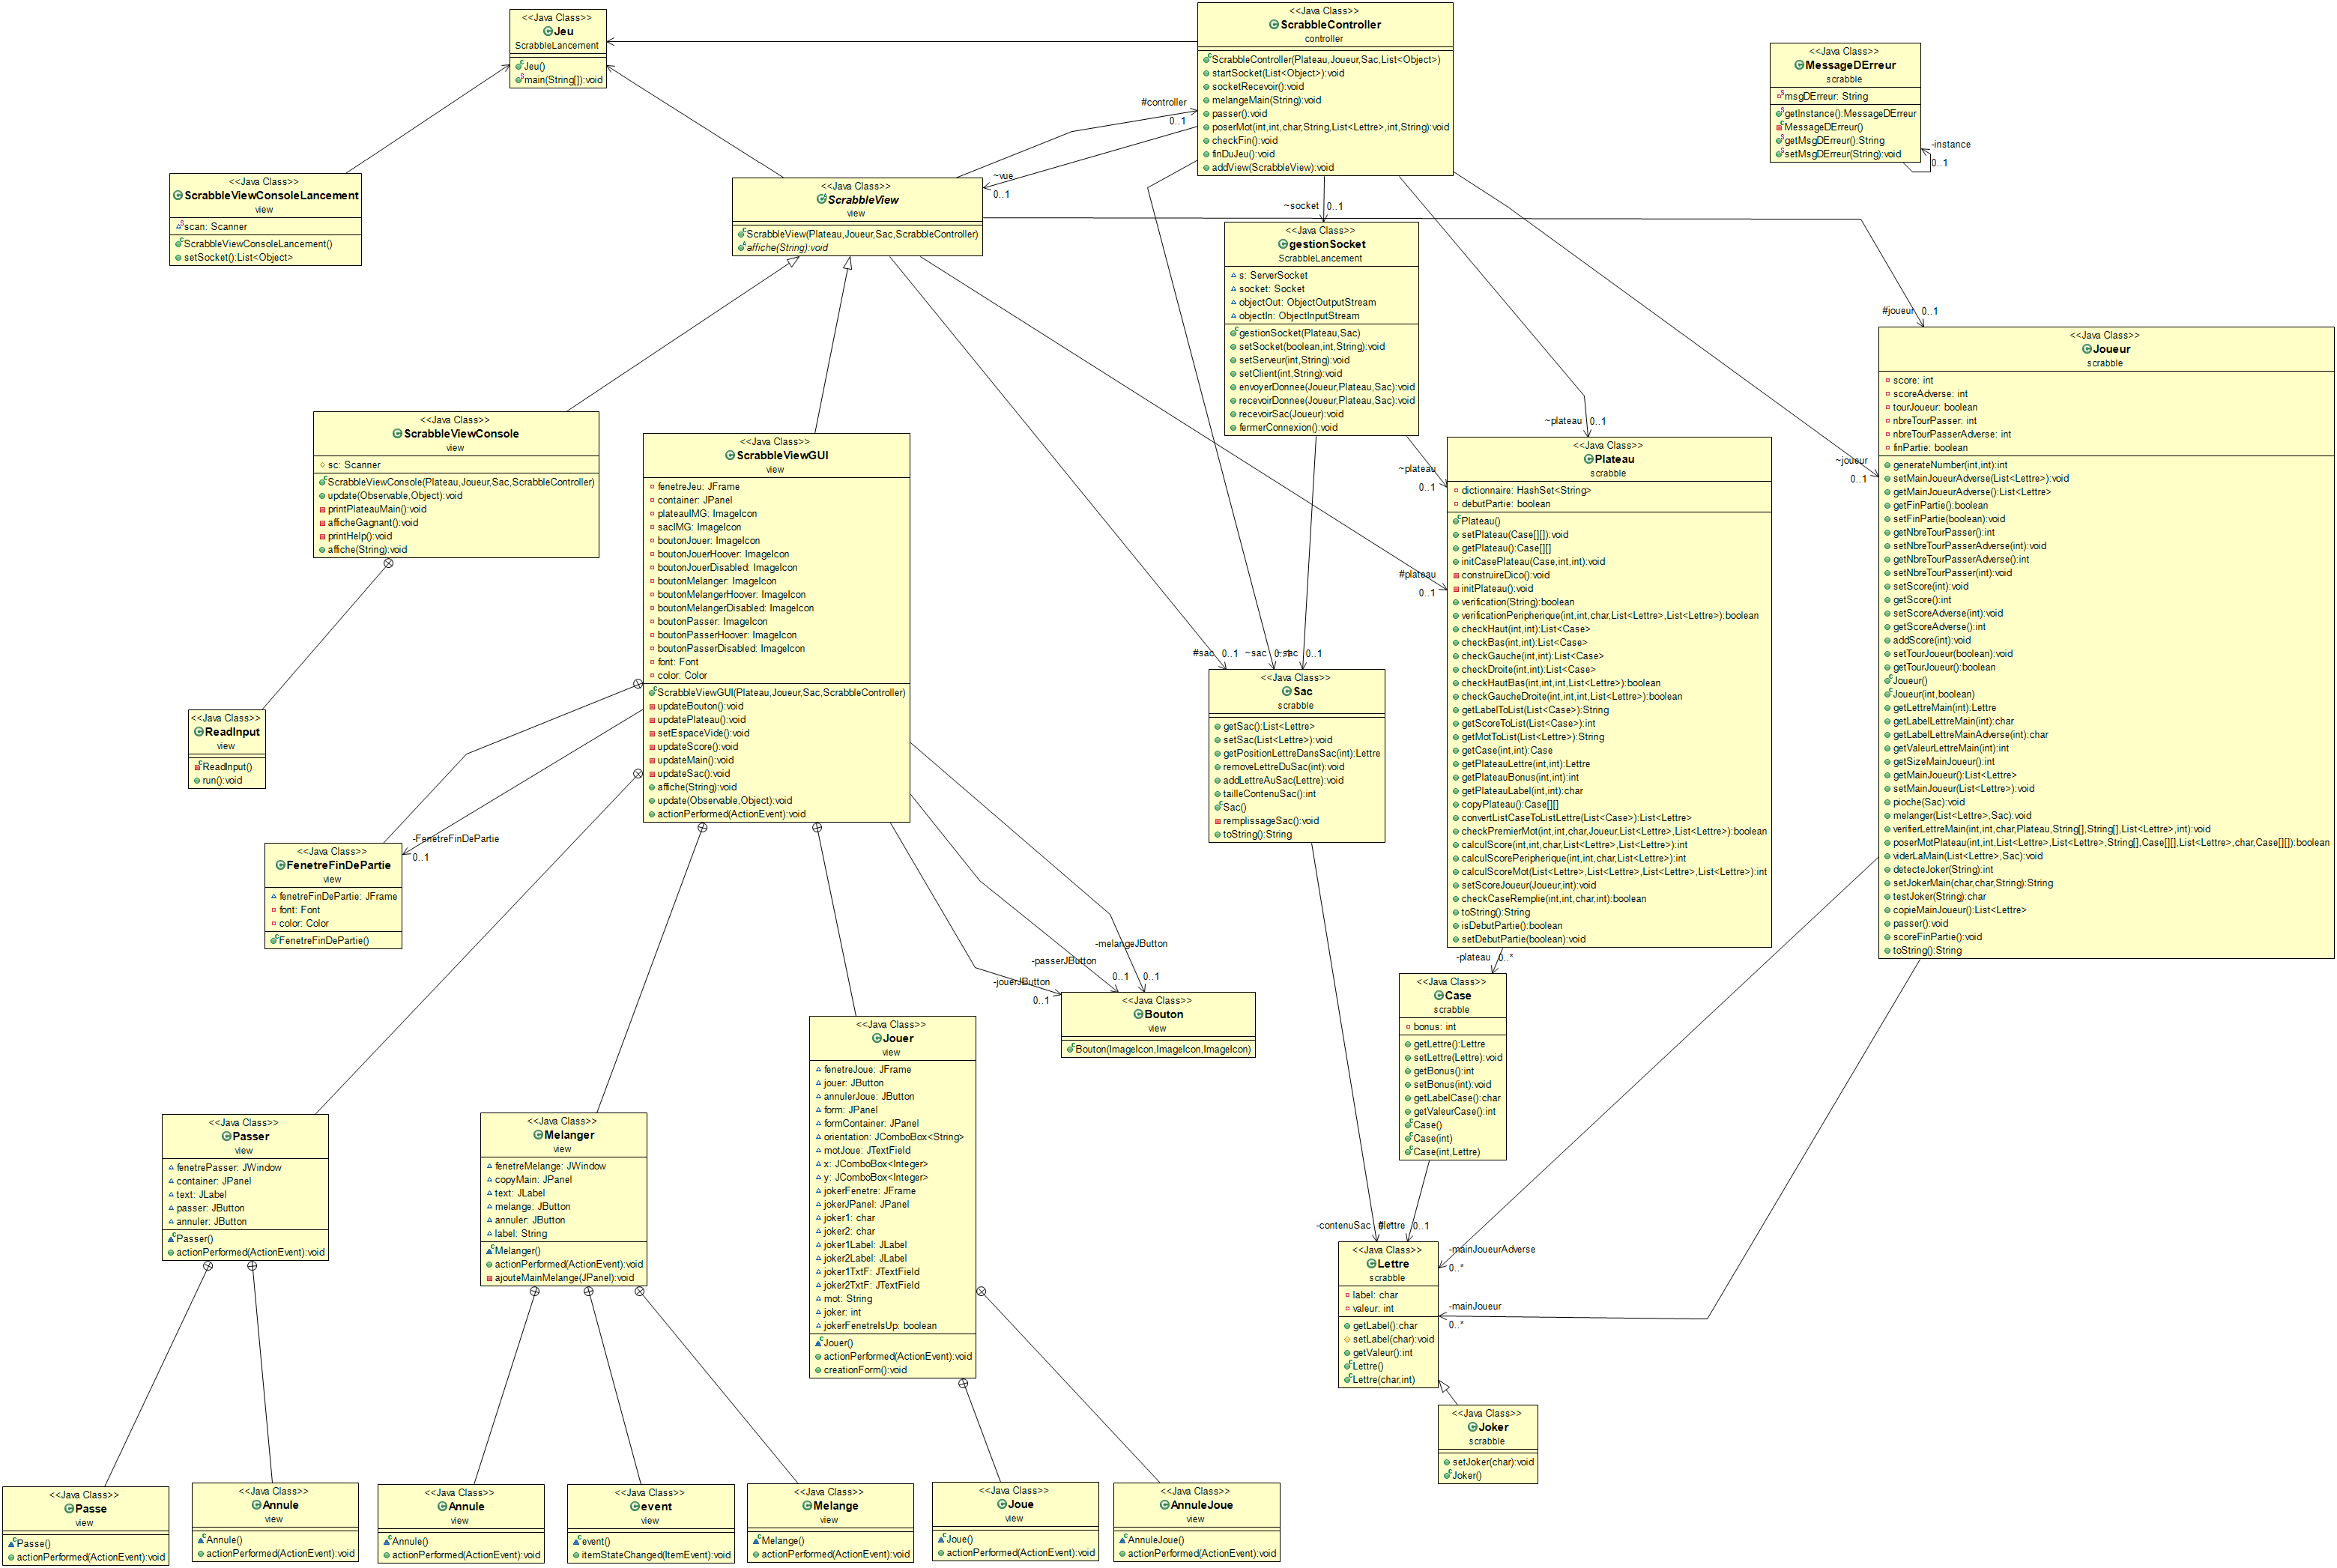 <<Java Class>>
Jeu
ScrabbleLancement
Jeu()
main(String[]):void
<<Java Class>>
ScrabbleController
controller
ScrabbleController(Plateau,Joueur,Sac,List<Object>)
startSocket(List<Object>):void
socketRecevoir():void
melangeMain(String):void
passer():void
poserMot(int,int,char,String,List<Lettre>,int,String):void
checkFin():void
finDuJeu():void
addView(ScrabbleView):void
<<Java Class>>
MessageDErreur
scrabble
msgDErreur: String
getInstance():MessageDErreur
MessageDErreur()
getMsgDErreur():String
setMsgDErreur(String):void
-instance
0..1
#controller
0..1
~vue
0..1
<<Java Class>>
ScrabbleViewConsoleLancement
view
scan: Scanner
ScrabbleViewConsoleLancement()
setSocket():List<Object>
<<Java Class>>
ScrabbleView
view
ScrabbleView(Plateau,Joueur,Sac,ScrabbleController)
affiche(String):void
~socket
0..1
<<Java Class>>
gestionSocket
ScrabbleLancement
s: ServerSocket
socket: Socket
objectOut: ObjectOutputStream
objectIn: ObjectInputStream
gestionSocket(Plateau,Sac)
setSocket(boolean,int,String):void
setServeur(int,String):void
setClient(int,String):void
envoyerDonnee(Joueur,Plateau,Sac):void
recevoirDonnee(Joueur,Plateau,Sac):void
recevoirSac(Joueur):void
fermerConnexion():void
#joueur
0..1
<<Java Class>>
Joueur
scrabble
score: int
scoreAdverse: int
tourJoueur: boolean
nbreTourPasser: int
nbreTourPasserAdverse: int
finPartie: boolean
generateNumber(int,int):int
setMainJoueurAdverse(List<Lettre>):void
getMainJoueurAdverse():List<Lettre>
getFinPartie():boolean
setFinPartie(boolean):void
getNbreTourPasser():int
setNbreTourPasserAdverse(int):void
getNbreTourPasserAdverse():int
setNbreTourPasser(int):void
setScore(int):void
getScore():int
setScoreAdverse(int):void
getScoreAdverse():int
addScore(int):void
setTourJoueur(boolean):void
getTourJoueur():boolean
Joueur()
Joueur(int,boolean)
getLettreMain(int):Lettre
getLabelLettreMain(int):char
getLabelLettreMainAdverse(int):char
getValeurLettreMain(int):int
getSizeMainJoueur():int
getMainJoueur():List<Lettre>
setMainJoueur(List<Lettre>):void
pioche(Sac):void
melanger(List<Lettre>,Sac):void
verifierLettreMain(int,int,char,Plateau,String[],String[],List<Lettre>,int):void
poserMotPlateau(int,int,List<Lettre>,List<Lettre>,String[],Case[][],List<Lettre>,char,Case[][]):boolean
viderLaMain(List<Lettre>,Sac):void
detecteJoker(String):int
setJokerMain(char,char,String):String
testJoker(String):char
copieMainJoueur():List<Lettre>
passer():void
scoreFinPartie():void
toString():String
~joueur
0..1
~plateau
0..1
~plateau
0..1
#plateau
0..1
<<Java Class>>
Plateau
scrabble
dictionnaire: HashSet<String>
debutPartie: boolean
Plateau()
setPlateau(Case[][]):void
getPlateau():Case[][]
initCasePlateau(Case,int,int):void
construireDico():void
initPlateau():void
verification(String):boolean
verificationPeripherique(int,int,char,List<Lettre>,List<Lettre>):boolean
checkHaut(int,int):List<Case>
checkBas(int,int):List<Case>
checkGauche(int,int):List<Case>
checkDroite(int,int):List<Case>
checkHautBas(int,int,int,List<Lettre>):boolean
checkGaucheDroite(int,int,int,List<Lettre>):boolean
getLabelToList(List<Case>):String
getScoreToList(List<Case>):int
getMotToList(List<Lettre>):String
getCase(int,int):Case
getPlateauLettre(int,int):Lettre
getPlateauBonus(int,int):int
getPlateauLabel(int,int):char
copyPlateau():Case[][]
convertListCaseToListLettre(List<Case>):List<Lettre>
checkPremierMot(int,int,char,Joueur,List<Lettre>,List<Lettre>):boolean
calculScore(int,int,char,List<Lettre>,List<Lettre>):int
calculScorePeripherique(int,int,char,List<Lettre>):int
calculScoreMot(List<Lettre>,List<Lettre>,List<Lettre>,List<Lettre>):int
setScoreJoueur(Joueur,int):void
checkCaseRemplie(int,int,char,int):boolean
toString():String
isDebutPartie():boolean
setDebutPartie(boolean):void
<<Java Class>>
ScrabbleViewConsole
view
sc: Scanner
ScrabbleViewConsole(Plateau,Joueur,Sac,ScrabbleController)
update(Observable,Object):void
printPlateauMain():void
afficheGagnant():void
printHelp():void
affiche(String):void
<<Java Class>>
ScrabbleViewGUI
view
fenetreJeu: JFrame
container: JPanel
plateauIMG: ImageIcon
sacIMG: ImageIcon
boutonJouer: ImageIcon
boutonJouerHoover: ImageIcon
boutonJouerDisabled: ImageIcon
boutonMelanger: ImageIcon
boutonMelangerHoover: ImageIcon
boutonMelangerDisabled: ImageIcon
boutonPasser: ImageIcon
boutonPasserHoover: ImageIcon
boutonPasserDisabled: ImageIcon
font: Font
color: Color
ScrabbleViewGUI(Plateau,Joueur,Sac,ScrabbleController)
updateBouton():void
updatePlateau():void
setEspaceVide():void
updateScore():void
updateMain():void
updateSac():void
affiche(String):void
update(Observable,Object):void
actionPerformed(ActionEvent):void
#sac
0..1
~sac
~sac
0..1
<<Java Class>>
Sac
scrabble
getSac():List<Lettre>
setSac(List<Lettre>):void
getPositionLettreDansSac(int):Lettre
removeLettreDuSac(int):void
addLettreAuSac(Lettre):void
tailleContenuSac():int
Sac()
remplissageSac():void
toString():String
<<Java Class>>
ReadInput
view
ReadInput()
run():void
-FenetreFinDePartie
0..1
<<Java Class>>
FenetreFinDePartie
view
fenetreFinDePartie: JFrame
font: Font
color: Color
FenetreFinDePartie()
-melangeJButton
0..1
-passerJButton
0..1
-jouerJButton
0..1
<<Java Class>>
Bouton
view
Bouton(ImageIcon,ImageIcon,ImageIcon)
-plateau
0..*
<<Java Class>>
Case
scrabble
bonus: int
getLettre():Lettre
setLettre(Lettre):void
getBonus():int
setBonus(int):void
getLabelCase():char
getValeurCase():int
Case()
Case(int)
Case(int,Lettre)
<<Java Class>>
Jouer
view
fenetreJoue: JFrame
jouer: JButton
annulerJoue: JButton
form: JPanel
formContainer: JPanel
orientation: JComboBox<String>
motJoue: JTextField
x: JComboBox<Integer>
y: JComboBox<Integer>
jokerFenetre: JFrame
jokerJPanel: JPanel
joker1: char
joker2: char
joker1Label: JLabel
joker2Label: JLabel
joker1TxtF: JTextField
joker2TxtF: JTextField
mot: String
joker: int
jokerFenetreIsUp: boolean
Jouer()
actionPerformed(ActionEvent):void
creationForm():void
<<Java Class>>
Passer
view
fenetrePasser: JWindow
container: JPanel
text: JLabel
passer: JButton
annuler: JButton
Passer()
actionPerformed(ActionEvent):void
<<Java Class>>
Melanger
view
fenetreMelange: JWindow
copyMain: JPanel
text: JLabel
melange: JButton
annuler: JButton
label: String
Melanger()
actionPerformed(ActionEvent):void
ajouteMainMelange(JPanel):void
-contenuSac
0..1
-mainJoueurAdverse
0..*
-mainJoueur
0..*
<<Java Class>>
Lettre
scrabble
label: char
valeur: int
getLabel():char
setLabel(char):void
getValeur():int
Lettre()
Lettre(char,int)
<<Java Class>>
Joker
scrabble
setJoker(char):void
Joker()
<<Java Class>>
Passe
view
Passe()
actionPerformed(ActionEvent):void
<<Java Class>>
Annule
view
Annule()
actionPerformed(ActionEvent):void
<<Java Class>>
Annule
view
Annule()
actionPerformed(ActionEvent):void
<<Java Class>>
event
view
event()
itemStateChanged(ItemEvent):void
<<Java Class>>
Melange
view
Melange()
actionPerformed(ActionEvent):void
<<Java Class>>
Joue
view
Joue()
actionPerformed(ActionEvent):void
<<Java Class>>
AnnuleJoue
view
AnnuleJoue()
actionPerformed(ActionEvent):void